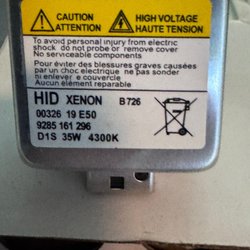 CAUTION
ATTENTION
HIGH VOLTAGE
HAUTE TENSION
To avoid personal injury from electric
shock do not probe or remove cover
No serviceable components
Pour éviter des blessures graves causées
par un choc électrique ne pas sonder
ni enlever le couvercle
Aucun élément réparable
HID XENON B726
00326 19 E50
9285 161 296
D1S 35W 4300K